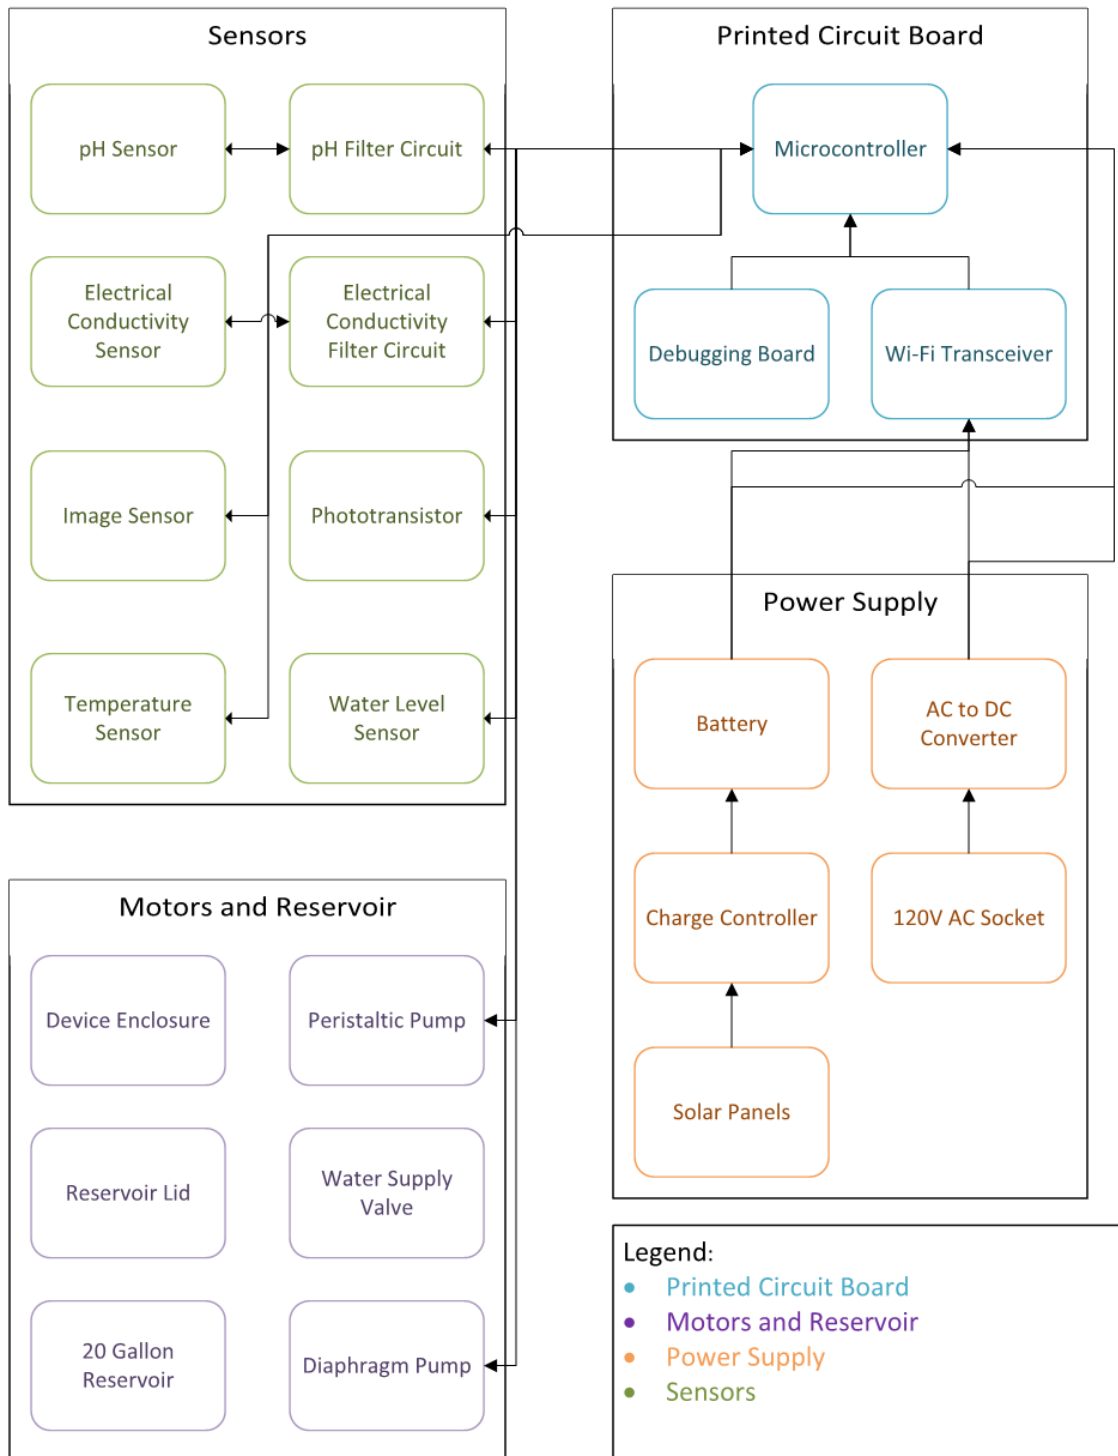 Sensors
pH Sensor
pH Filter Circuit
Electrical
Conductivity
Sensor
Electrical
Conductivity
Filter Circuit
Image Sensor
Phototransistor
Temperature
Sensor
Water Level
Sensor
Printed Circuit Board
Microcontroller
Debugging Board
Wi-Fi Transceiver
Power Supply
Battery
AC to DC
Converter
Charge Controller
120V AC Socket
Solar Panels
Motors and Reservoir
Device Enclosure
Peristaltic Pump
Reservoir Lid
Water Supply
Valve
20 Gallon
Reservoir
Diaphragm Pump
Legend:
• Printed Circuit Board
• Motors and Reservoir
• Power Supply
• Sensors